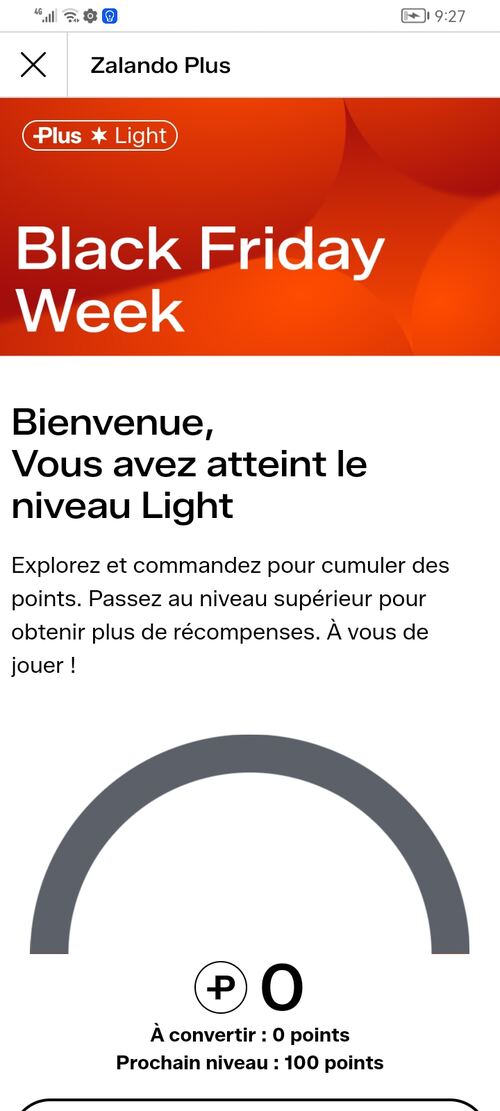 4G 9:27
Zalando Plus
Plus Light
Black Friday
Week
Bienvenue,
Vous avez atteint le
niveau Light
Explorez et commandez pour cumuler des
points. Passez au niveau supérieur pour
obtenir plus de récompenses. À vous de
jouer !
P 0
À convertir : 0 points
Prochain niveau : 100 points